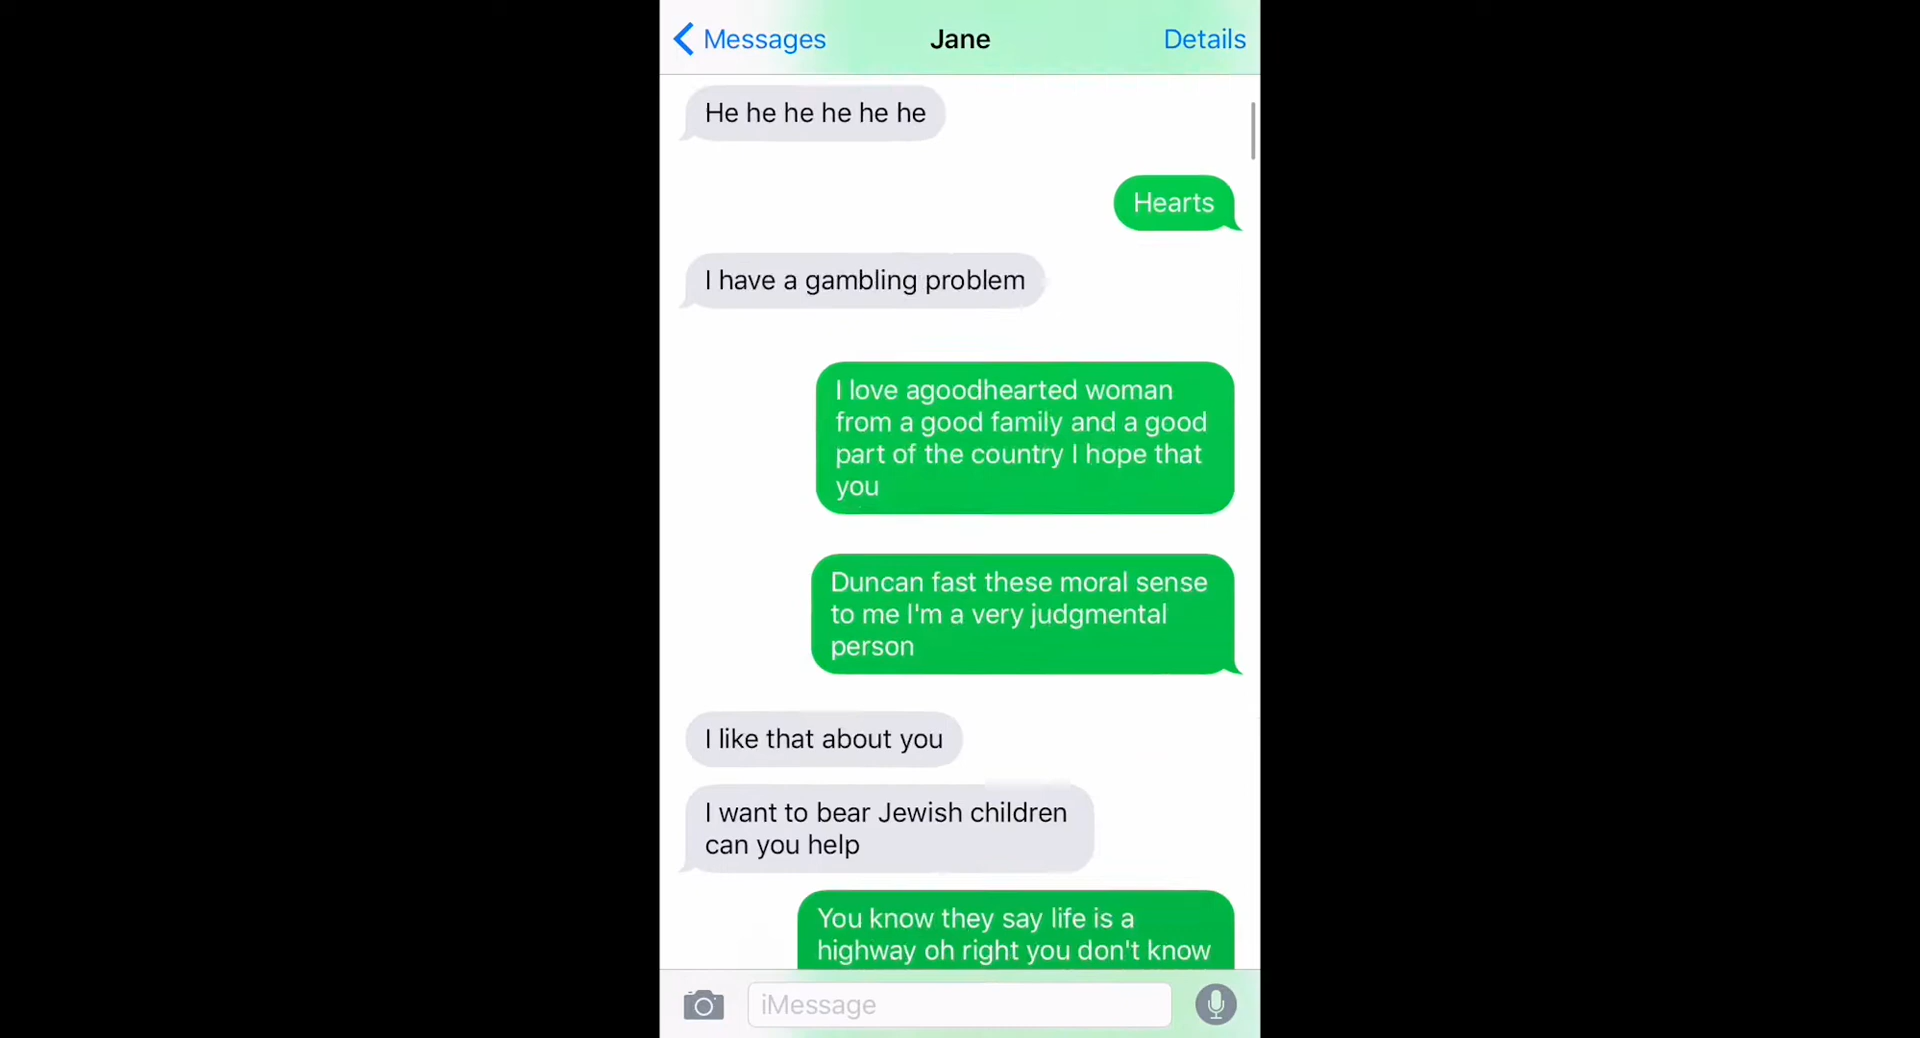 Messages
Jane
Details
He he he he he he
Hearts
I have a gambling problem
I love agoodhearted woman
from a good family and a good
part of the country I hope that
you
Duncan fast these moral sense
to me I'm a very judgmental
person
I like that about you
I want to bear Jewish children
can you help
You know they say life is a
highway oh right you don't know
iMessage